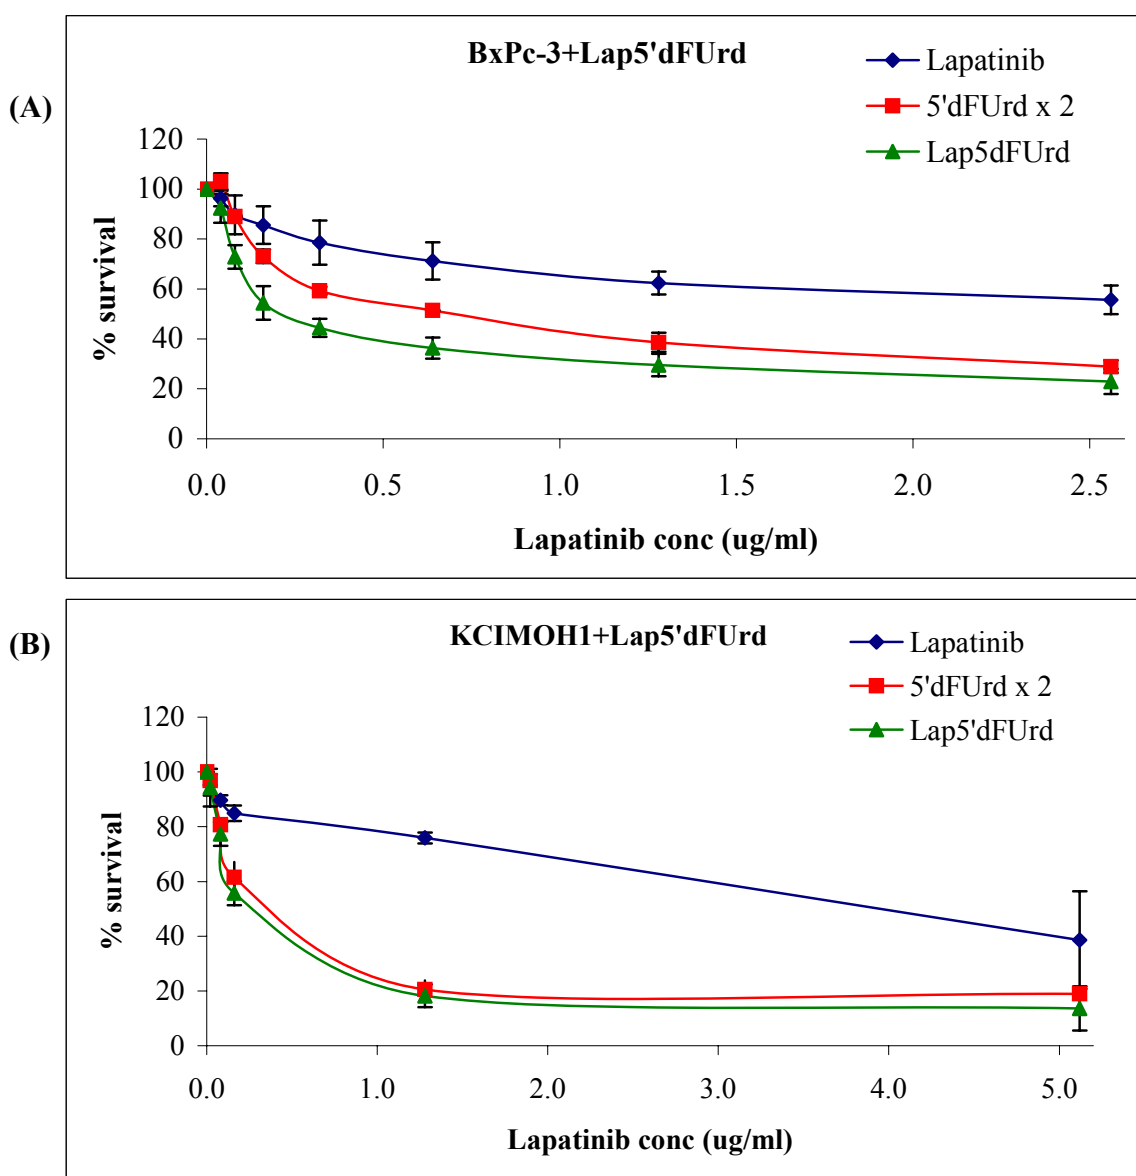 (A)
BxPc-3+Lap5'dFUrd
Lapatinib
5'dFUrd x 2
Lap5dFUrd
% survival
120
100
80
60
40
20
0
0.0 0.5 1.0 1.5 2.0 2.5
Lapatinib conc (ug/ml)
(B)
KCIMOH1+Lap5'dFUrd
Lapatinib
5'dFUrd x 2
Lap5'dFUrd
% survival
120
100
80
60
40
20
0
0.0 1.0 2.0 3.0 4.0 5.0
Lapatinib conc (ug/ml)